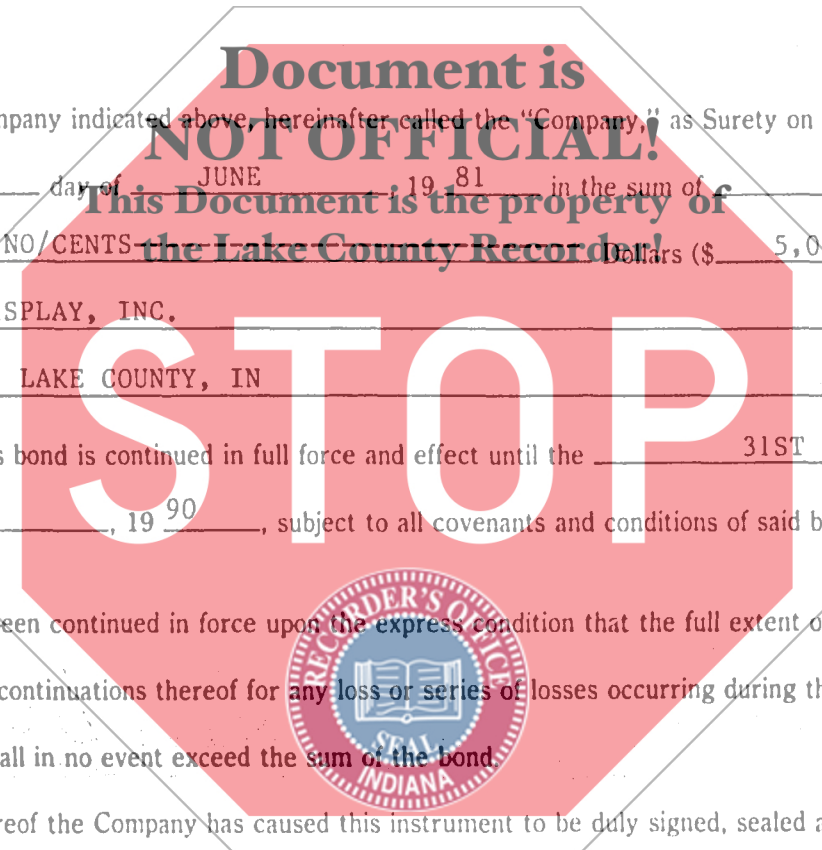 Document is
mpany indicated above, hereinafter called the “Company,” as Surety on
NOT OFFICIAL!
day of JUNE, 19 81 in the sum of
This Document is the property of
NO/CENTS---------- Dollars ($ 5,0
the Lake County Recorder!
SPLAY, INC.
STOP
LAKE COUNTY, IN
s bond is continued in full force and effect until the 31ST
, 19 90, subject to all covenants and conditions of said b
een continued in force upon the express condition that the full extent o
RECORDER'S OFFICE
continuations thereof for any loss or series of losses occurring during th
SEAL
all in no event exceed the sum of the bond.
INDIANA
reof the Company has caused this instrument to be duly signed, sealed a